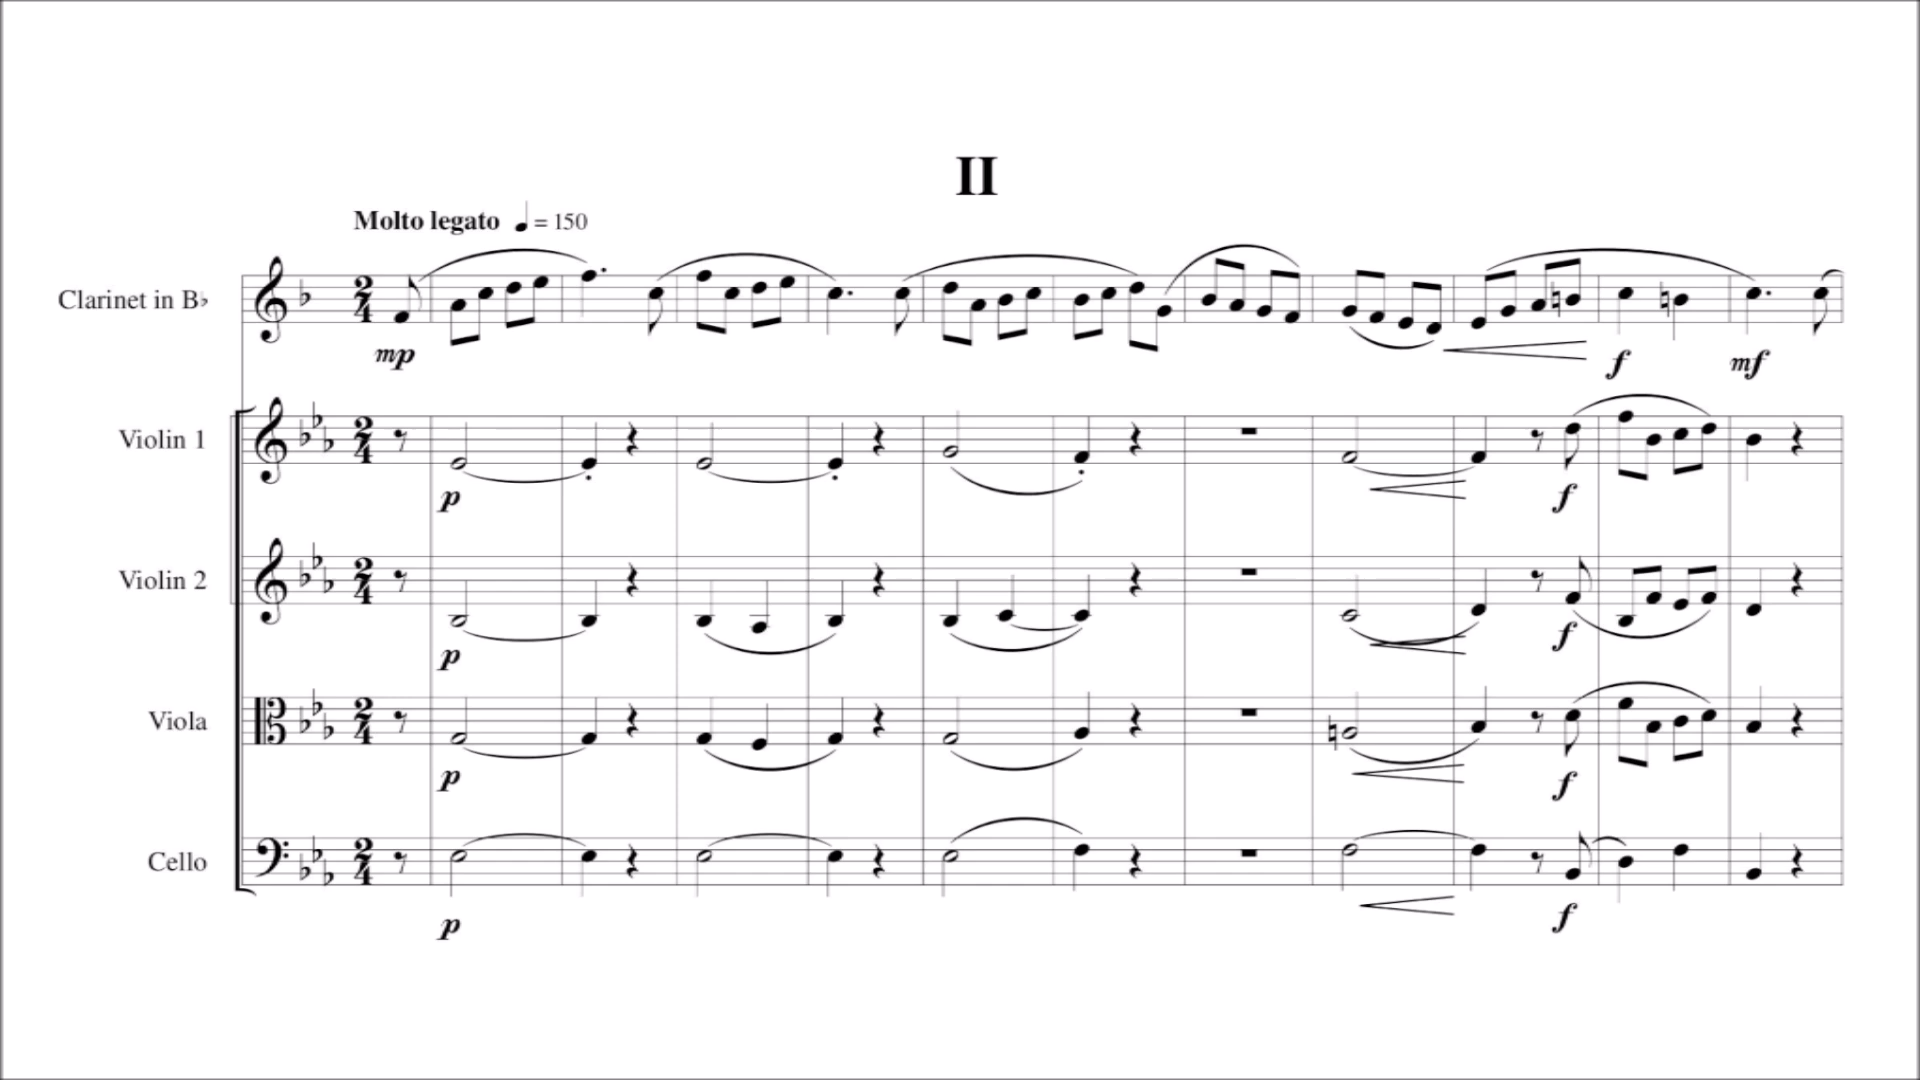 II
Molto legato ♩ = 150
Clarinet in B♭
mp
f
mf
Violin 1
p
f
Violin 2
p
f
Viola
p
f
Cello
p
f